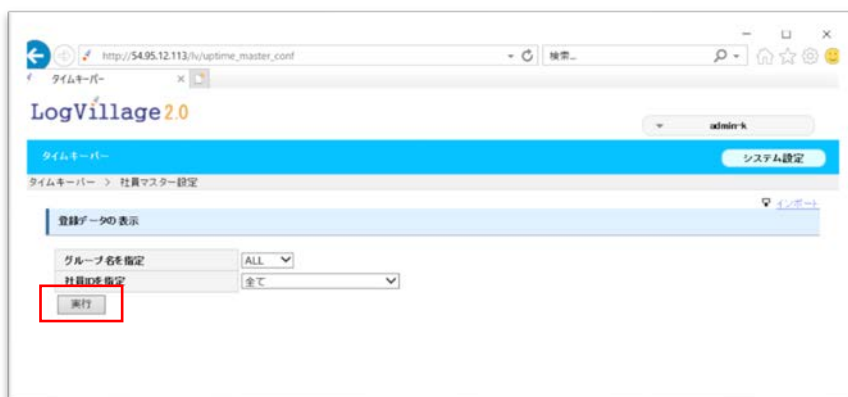 http://54.95.12.113/lv/uptime_master_conf
検索...
タイムキーパー
LogVillage 2.0
admin-k
タイムキーパー
システム設定
タイムキーパー > 社員マスター設定
インポート
登録データの表示
グループ名を指定 ALL
社員IDを指定 全て
実行